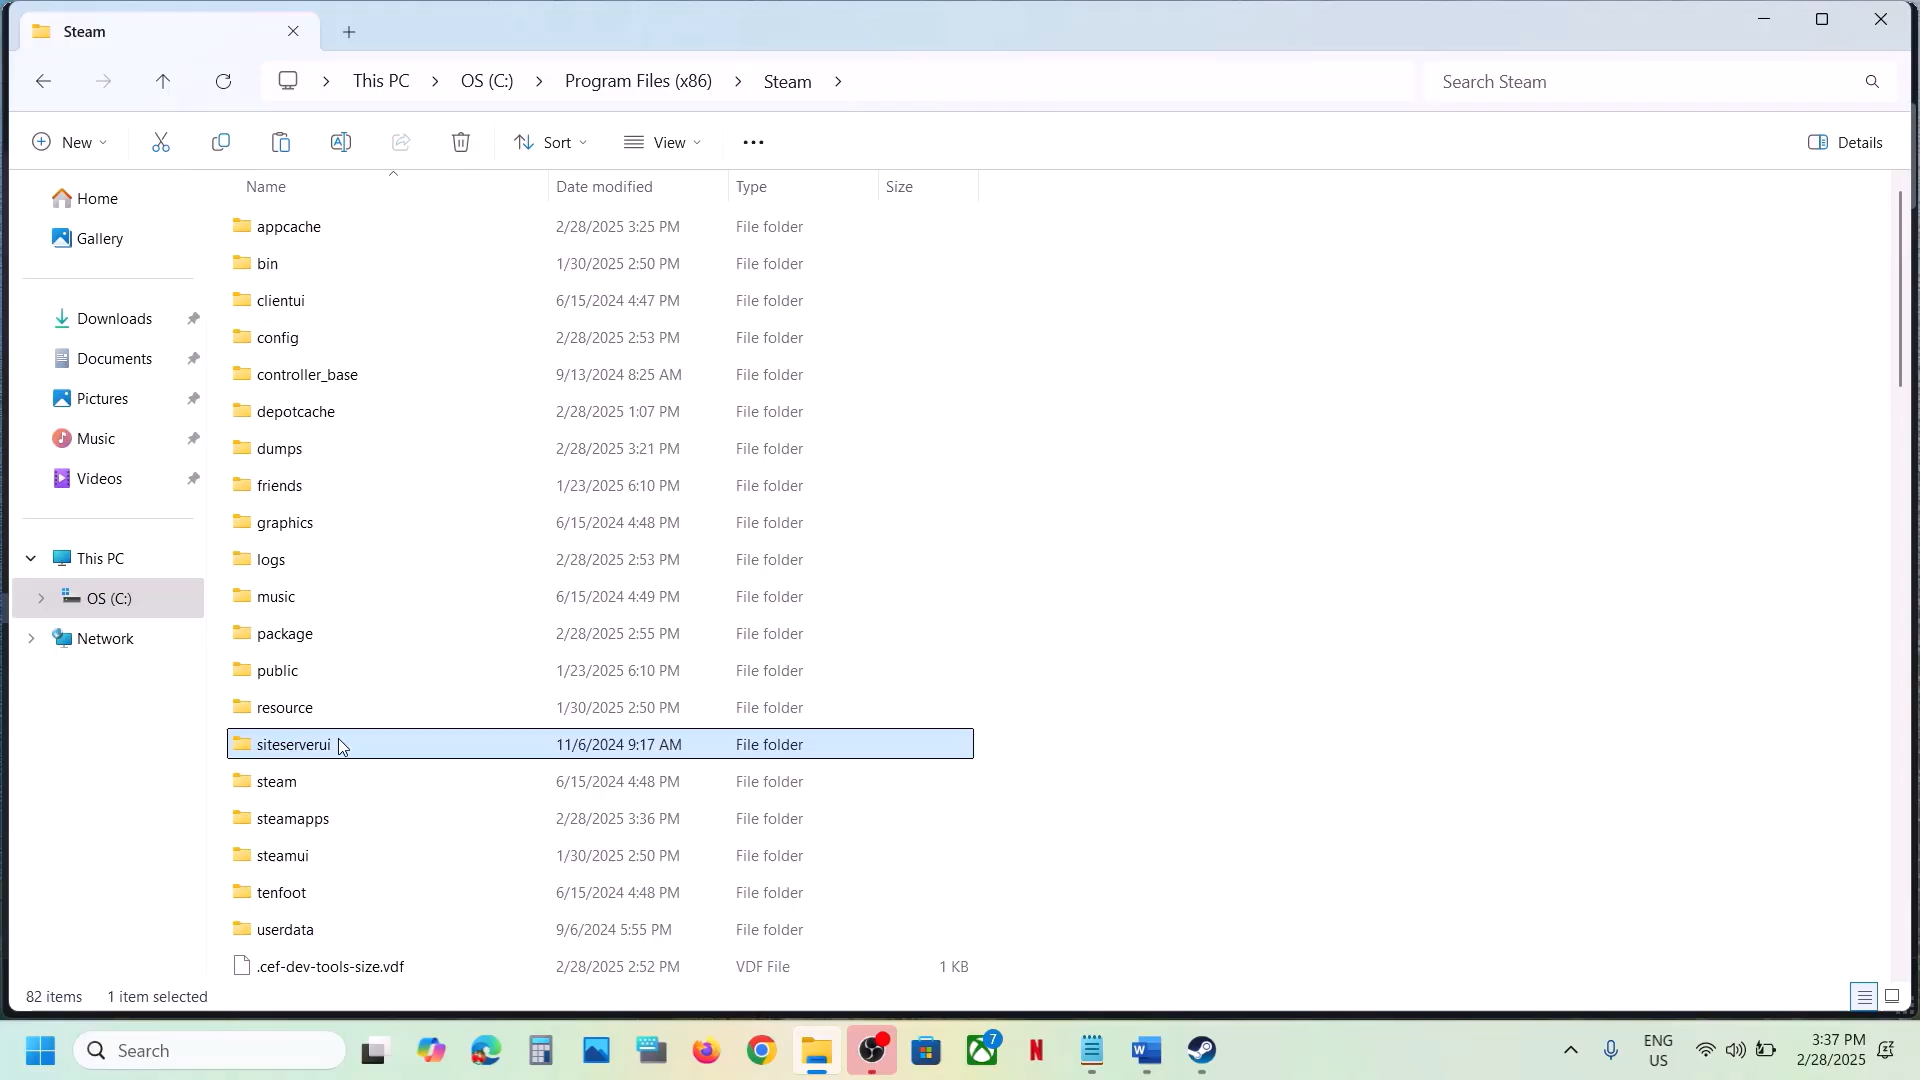 Steam
This PC
OS (C:)
Program Files (x86)
Steam
Search Steam
New
Sort
View
Details
Name Date modified Type Size
Home
Gallery
Downloads
Documents
Pictures
Music
Videos
This PC
OS (C:)
Network
appcache 2/28/2025 3:25 PM File folder
bin 1/30/2025 2:50 PM File folder
clientui 6/15/2024 4:47 PM File folder
config 2/28/2025 2:53 PM File folder
controller_base 9/13/2024 8:25 AM File folder
depotcache 2/28/2025 1:07 PM File folder
dumps 2/28/2025 3:21 PM File folder
friends 1/23/2025 6:10 PM File folder
graphics 6/15/2024 4:48 PM File folder
logs 2/28/2025 2:53 PM File folder
music 6/15/2024 4:49 PM File folder
package 2/28/2025 2:55 PM File folder
public 1/23/2025 6:10 PM File folder
resource 1/30/2025 2:50 PM File folder
siteserverui 11/6/2024 9:17 AM File folder
steam 6/15/2024 4:48 PM File folder
steamapps 2/28/2025 3:36 PM File folder
steamui 1/30/2025 2:50 PM File folder
tenfoot 6/15/2024 4:48 PM File folder
userdata 9/6/2024 5:55 PM File folder
.cef-dev-tools-size.vdf 2/28/2025 2:52 PM VDF File 1 KB
82 items 1 item selected
Search
7
ENG
US
3:37 PM
2/28/2025